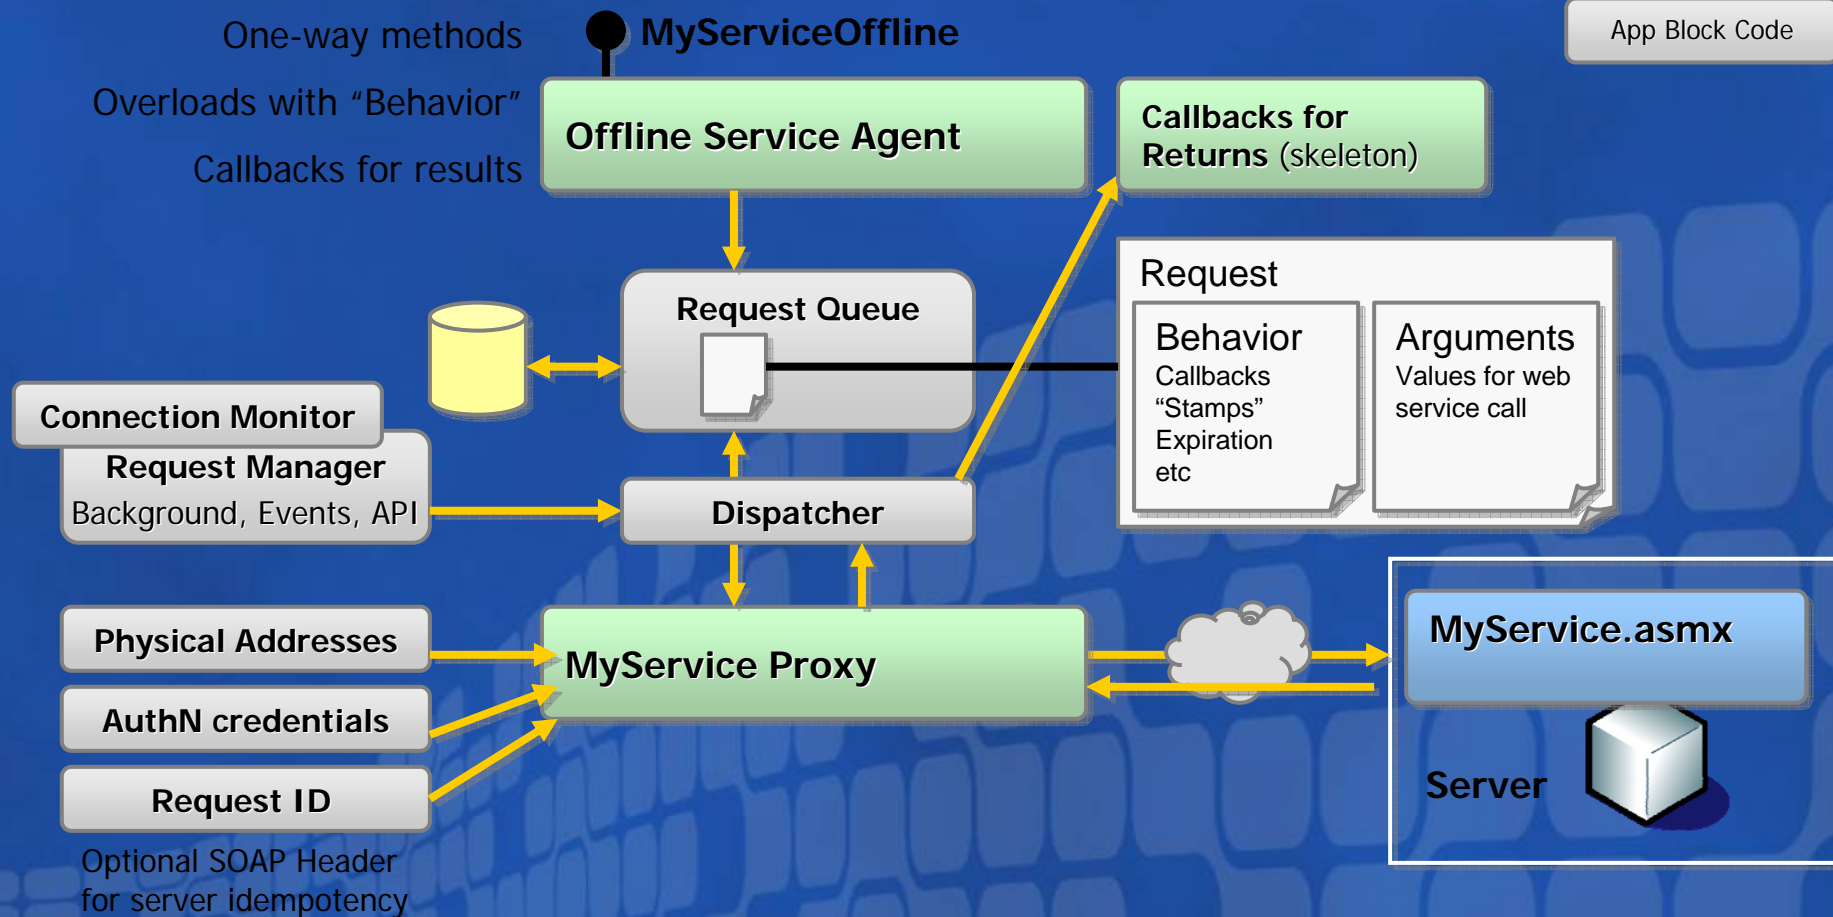 One-way methods
MyServiceOffline
App Block Code
Overloads with “Behavior”
Callbacks for results
Offline Service Agent
Callbacks for
Returns (skeleton)
Request Queue
Request
Behavior
Callbacks
“Stamps”
Expiration
etc
Arguments
Values for web
service call
Connection Monitor
Request Manager
Background, Events, API
Dispatcher
Physical Addresses
AuthN credentials
Request ID
Optional SOAP Header
for server idempotency
MyService Proxy
MyService.asmx
Server